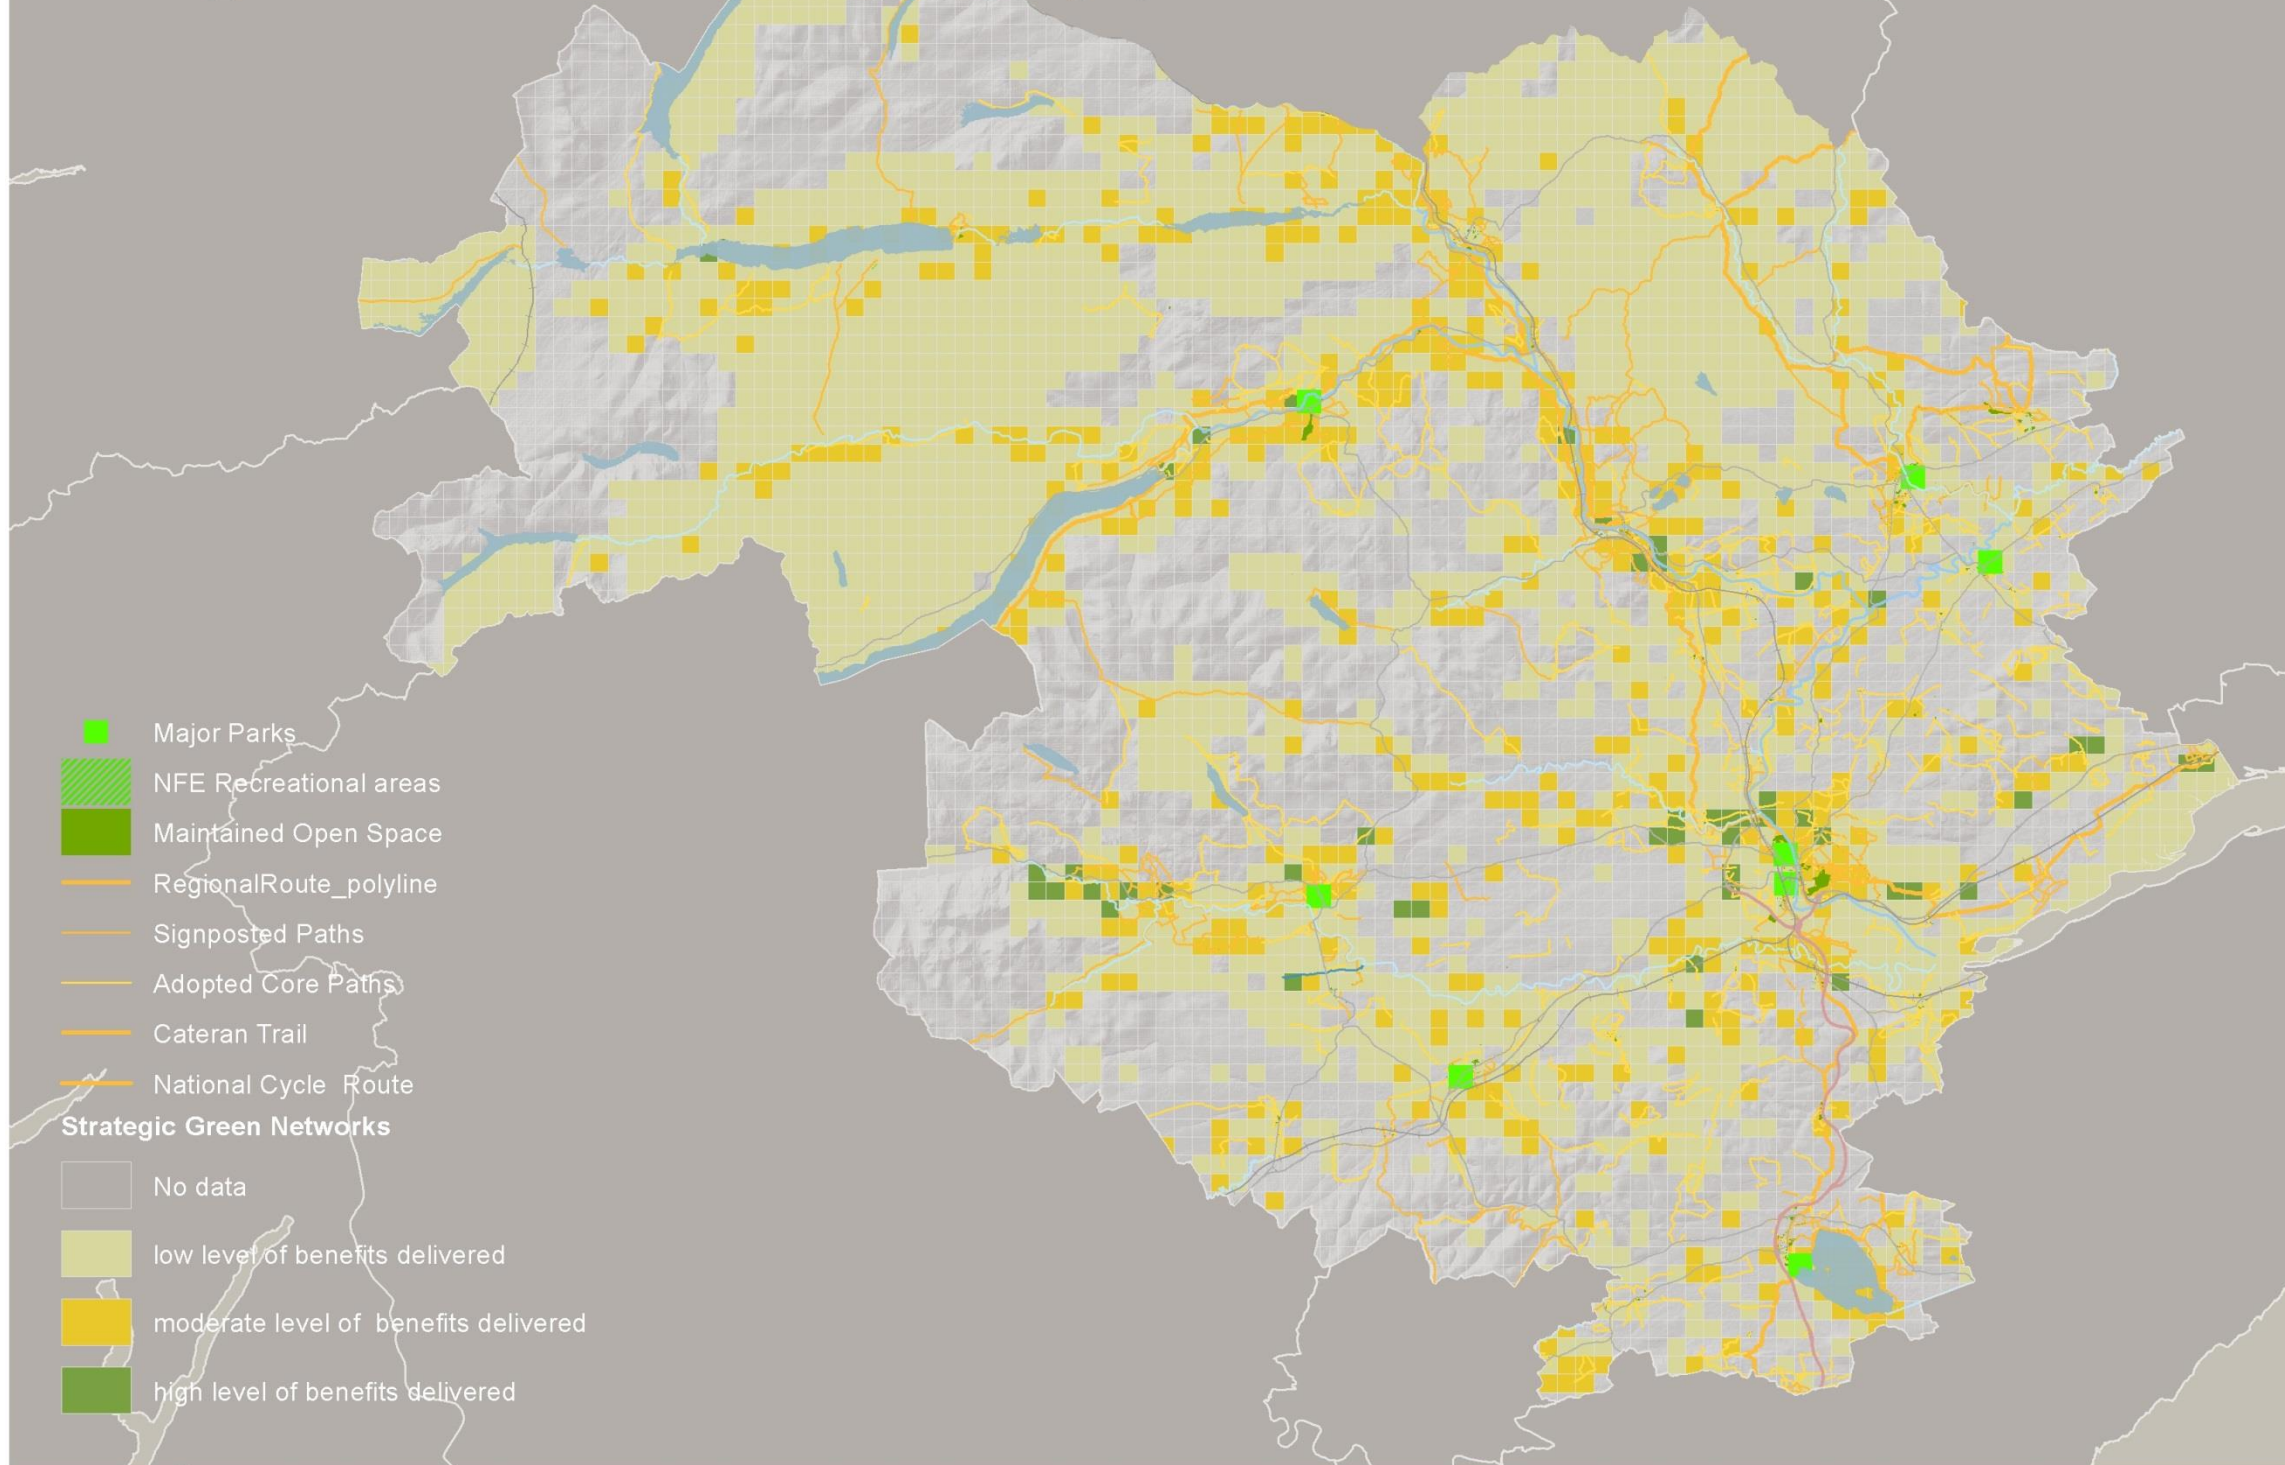 Major Parks
NFE Recreational areas
Maintained Open Space
RegionalRoute_polyline
Signposted Paths
Adopted Core Paths
Cateran Trail
National Cycle Route
Strategic Green Networks
No data
low level of benefits delivered
moderate level of benefits delivered
high level of benefits delivered